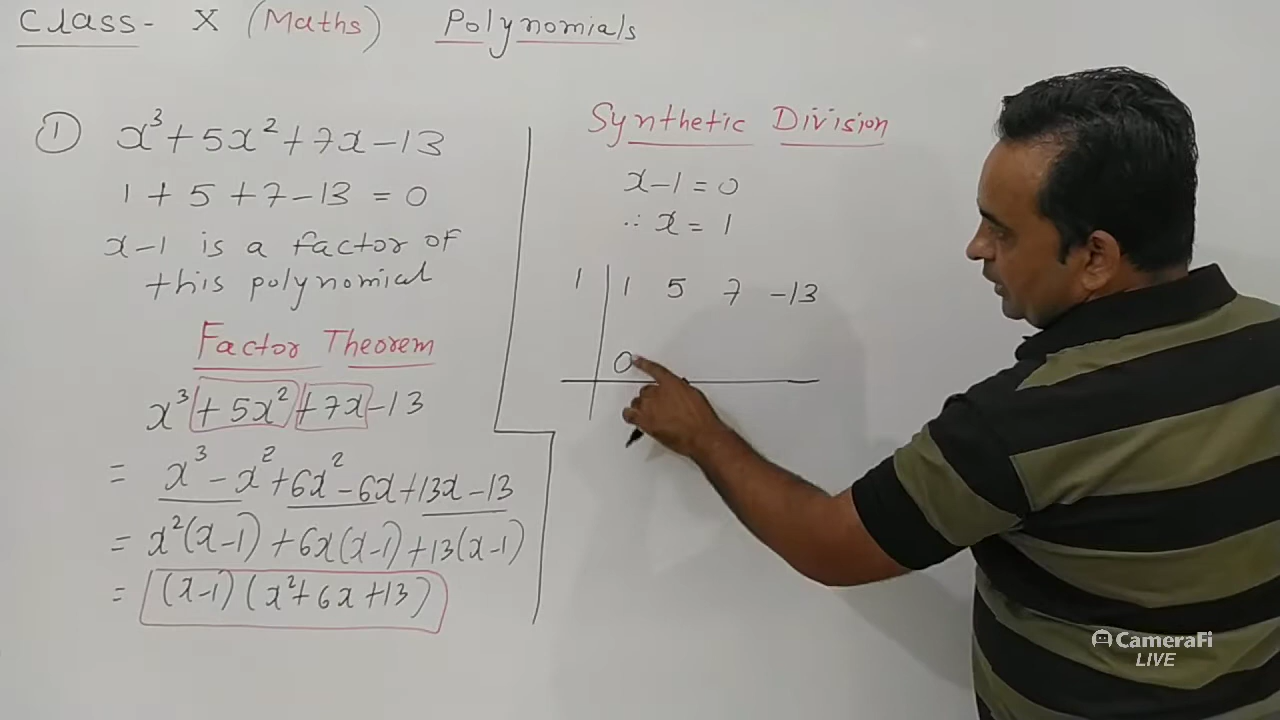 Class- X (Maths) Polynomials
① x³+5x²+7x-13
1+5+7-13=0
x-1 is a factor of
this polynomial
Factor Theorem
x³+5x²+7x-13
= x³-x²+6x²-6x+13x-13
= x²(x-1)+6x(x-1)+13(x-1)
= (x-1)(x²+6x+13)
Synthetic Division
x-1=0
∴ x=1
1 | 1 5 7 -13
0
CameraFi
LIVE